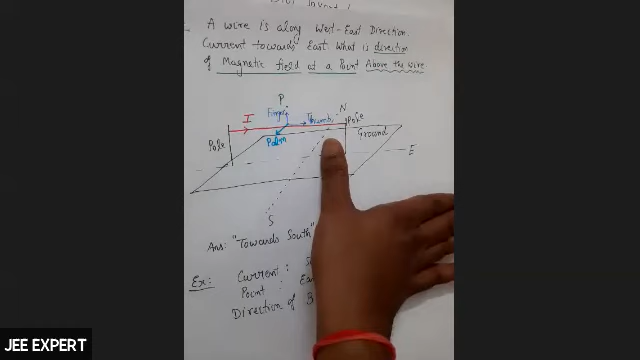 A wire is along West-East Direction.
Current towards East. What is direction
of Magnetic field at a Point Above the wire
P
N
I
Fingers
Thumb
Pole
Pole
Ground
Palm
E
S
Ans: "Towards South"
Ex:
Current :
Point :
Direction of B
JEE EXPERT